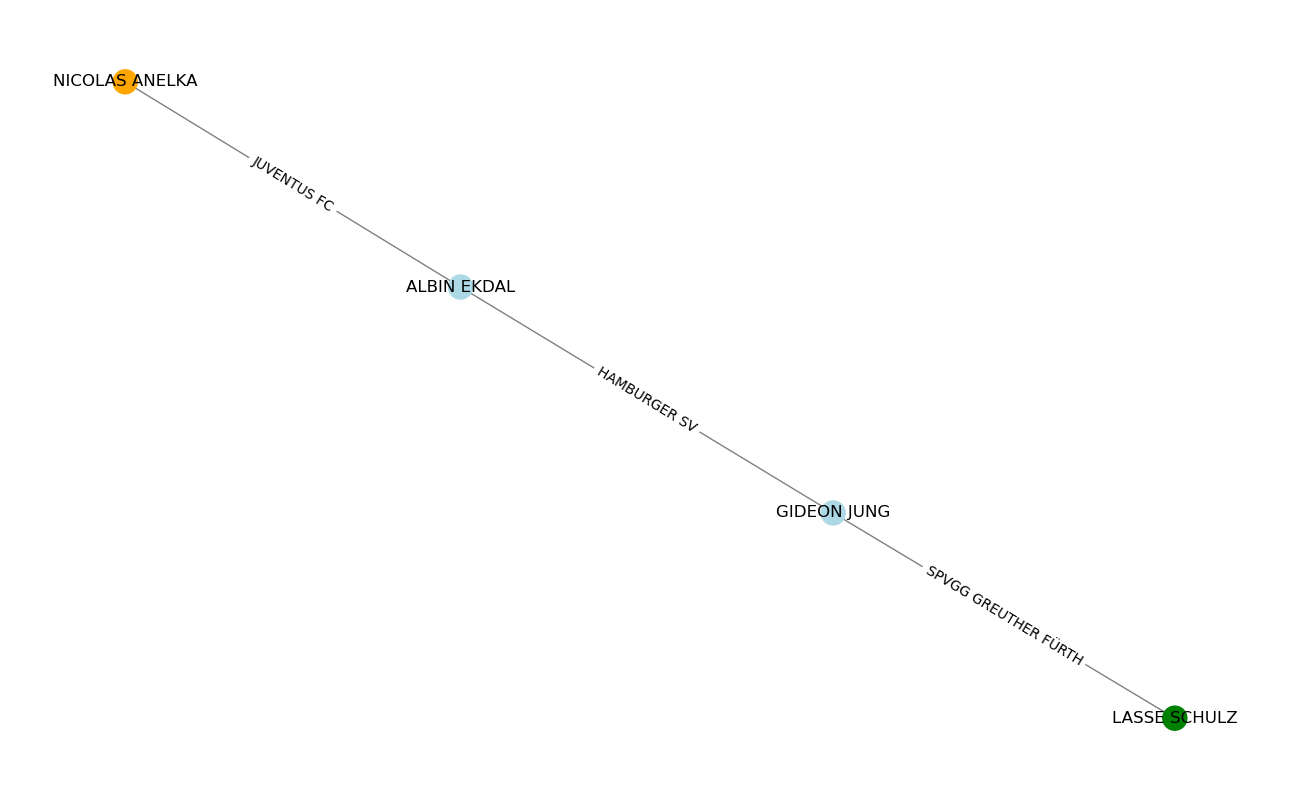 NICOLAS ANELKA
JUVENTUS FC
ALBIN EKDAL
HAMBURGER SV
GIDEON JUNG
SPVGG GREUTHER FÜRTH
LASSE SCHULZ